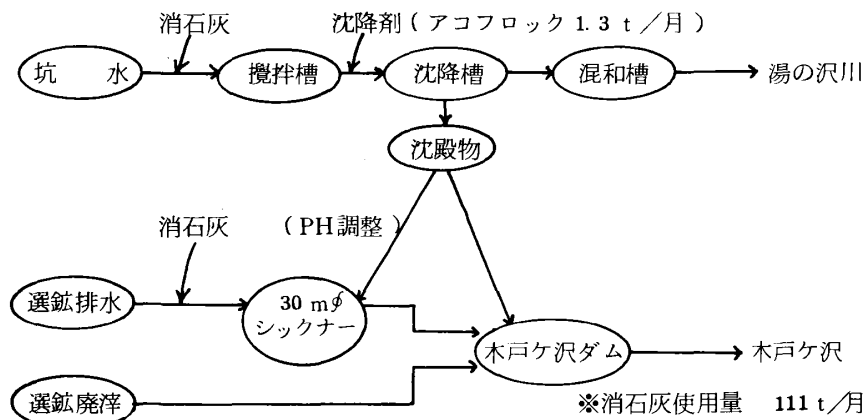 消石灰 沈降剤(アコフロック 1.3 t/月)
坑 水 攪拌槽 沈降槽 混和槽 湯の沢川
沈殿物
消石灰 (PH調整)
選鉱排水 30 m∮ シックナー
木戸ケ沢ダム 木戸ケ沢
選鉱廃滓
※消石灰使用量 111 t/月